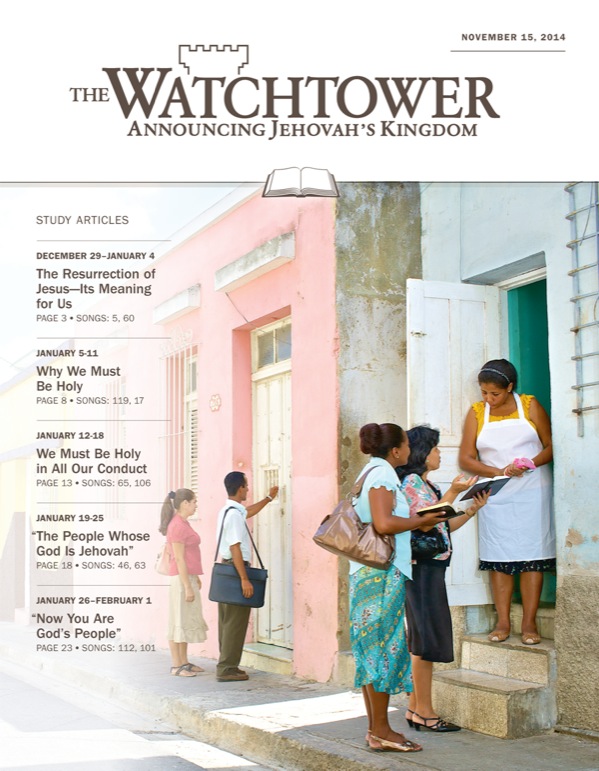 NOVEMBER 15, 2014
THE WATCHTOWER
ANNOUNCING JEHOVAH'S KINGDOM
STUDY ARTICLES
DECEMBER 29–JANUARY 4
The Resurrection of
Jesus—Its Meaning
for Us
PAGE 3 • SONGS: 5, 60
JANUARY 5-11
Why We Must
Be Holy
PAGE 8 • SONGS: 119, 17
JANUARY 12-18
We Must Be Holy
in All Our Conduct
PAGE 13 • SONGS: 65, 106
JANUARY 19-25
“The People Whose
God Is Jehovah”
PAGE 18 • SONGS: 46, 63
JANUARY 26–FEBRUARY 1
“Now You Are
God’s People”
PAGE 23 • SONGS: 112, 101